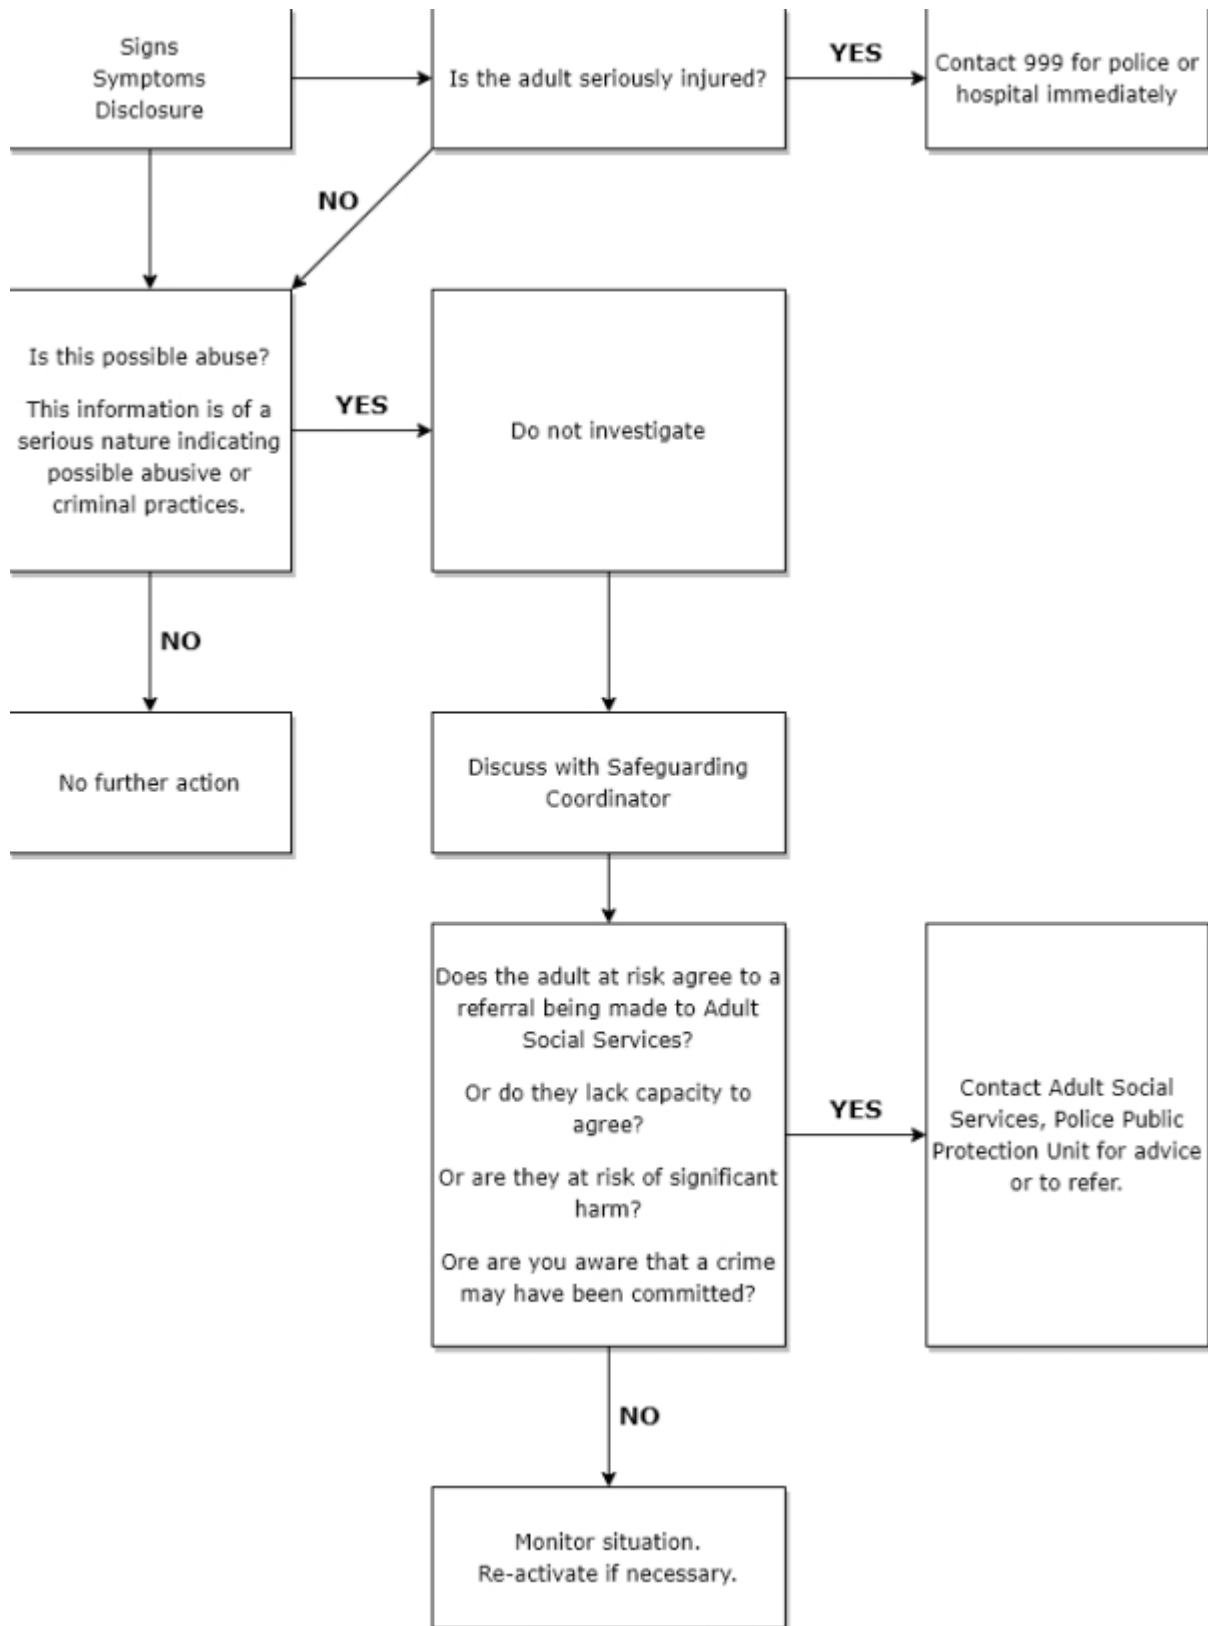 Signs
Symptoms
Disclosure
Is the adult seriously injured?
YES
Contact 999 for police or
hospital immediately
NO
Is this possible abuse?
This information is of a
serious nature indicating
possible abusive or
criminal practices.
YES
Do not investigate
NO
No further action
Discuss with Safeguarding
Coordinator
Does the adult at risk agree to a
referral being made to Adult
Social Services?
Or do they lack capacity to
agree?
Or are they at risk of significant
harm?
Ore are you aware that a crime
may have been committed?
YES
Contact Adult Social
Services, Police Public
Protection Unit for advice
or to refer.
NO
Monitor situation.
Re-activate if necessary.